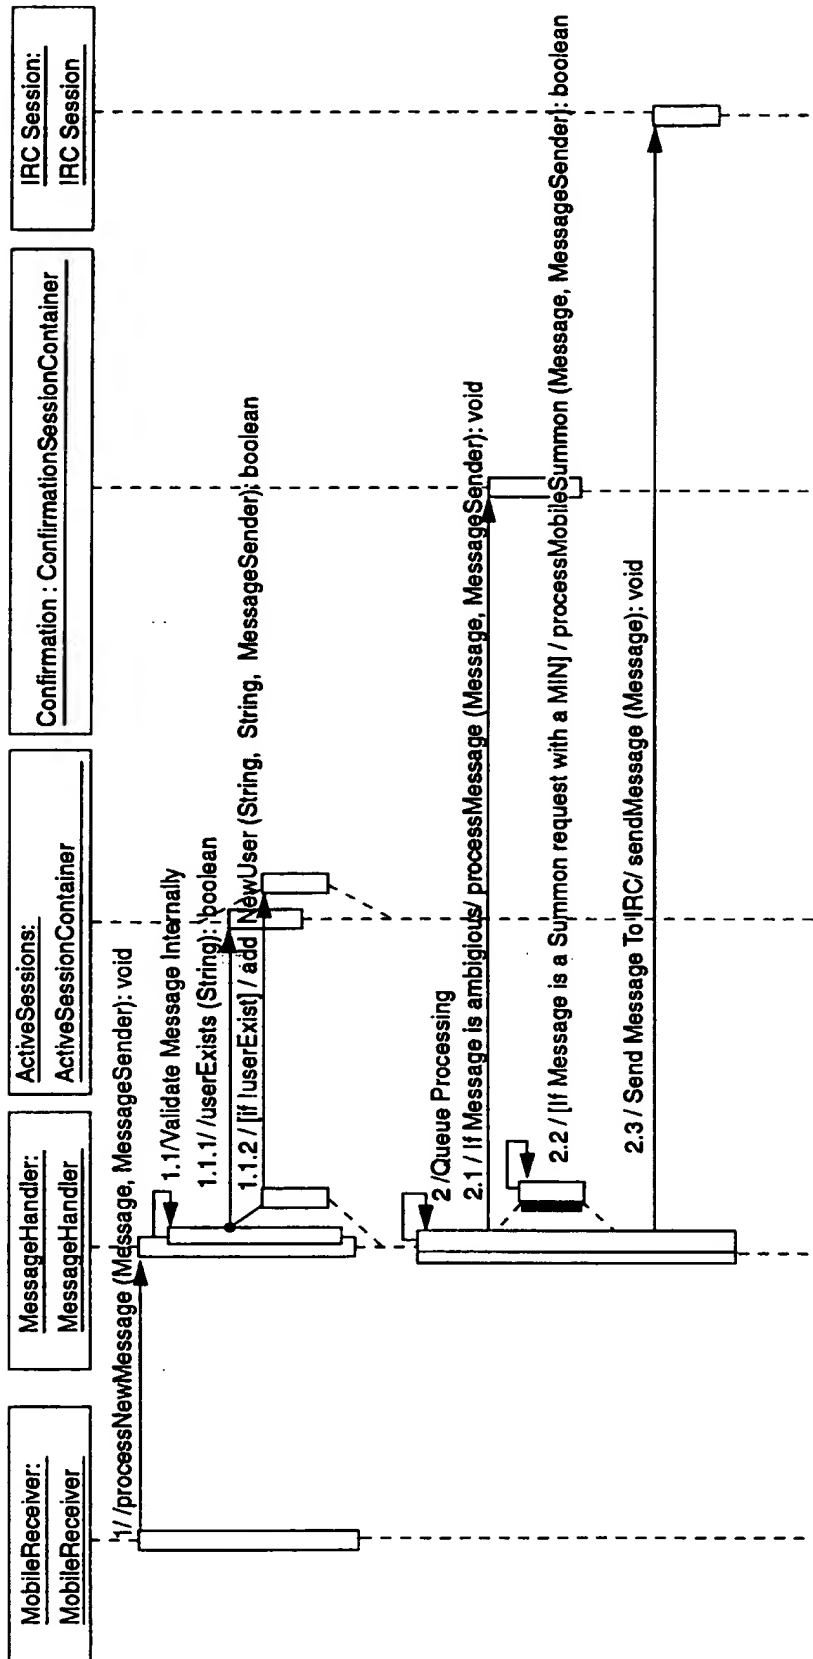 MobileReceiver:
MobileReceiver
MessageHandler:
MessageHandler
ActiveSessions:
ActiveSessionContainer
Confirmation : ConfirmationSessionContainer
IRC Session:
IRC Session
1/ /processNewMessage (Message, MessageSender): void
1.1/Validate Message Internally
1.1.1/ /userExists (String): boolean
1.1.2 / [if !userExist] / add NewUser (String, String, MessageSender): boolean
2 /Queue Processing
2.1 / If Message is ambigious/ processMessage (Message, MessageSender): void
2.2 / [If Message is a Summon request with a MIN] / processMobileSummon (Message, MessageSender): boolean
2.3 / Send Message To IRC/ sendMessage (Message): void